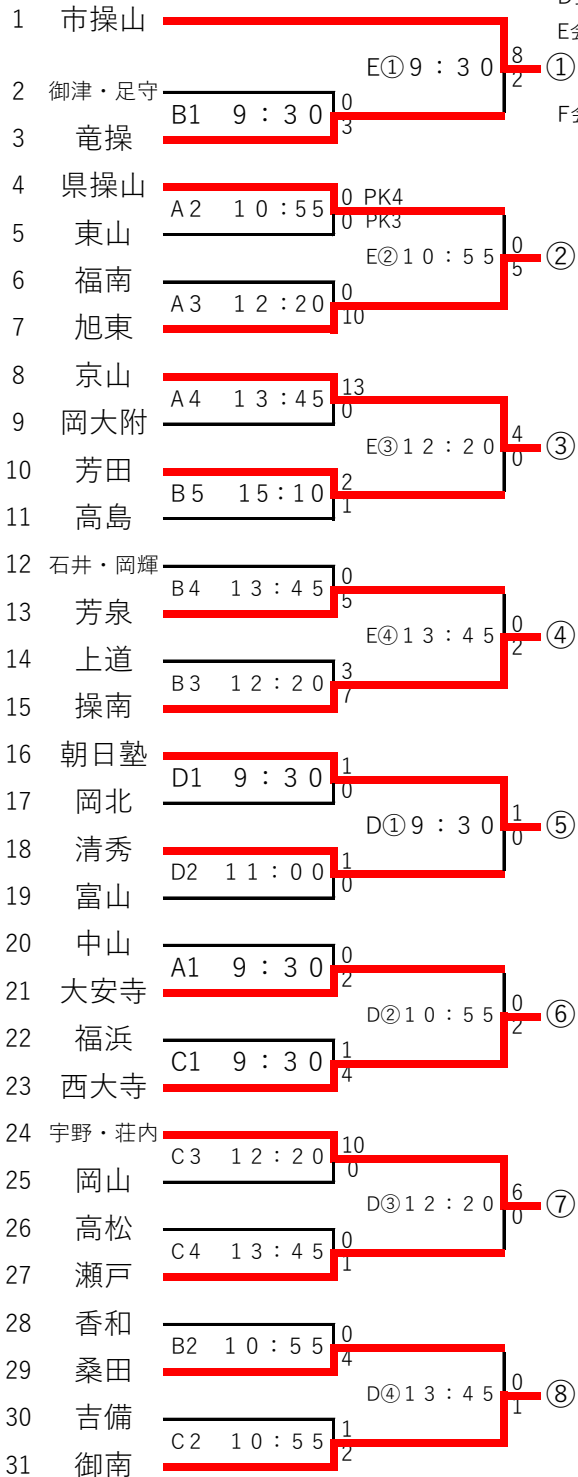 D会
1 市操山
E①9：30 8 ①
2
E会
2 御津・足守
B1 9：30 0
3
F会
3 竜操
4 県操山
A2 10：55 0 PK4
0 PK3
5 東山
E②10：55 0 ②
5
6 福南
A3 12：20 0
10
7 旭東
8 京山
A4 13：45 13
0
9 岡大附
E③12：20 4 ③
0
10 芳田
B5 15：10 2
1
11 高島
12 石井・岡輝
B4 13：45 0
5
13 芳泉
E④13：45 0 ④
2
14 上道
B3 12：20 3
7
15 操南
16 朝日塾
D1 9：30 1
0
17 岡北
D①9：30 1 ⑤
0
18 清秀
D2 11：00 1
0
19 富山
20 中山
A1 9：30 0
2
21 大安寺
D②10：55 0 ⑥
2
22 福浜
C1 9：30 1
4
23 西大寺
24 宇野・荘内
C3 12：20 10
0
25 岡山
D③12：20 6 ⑦
0
26 高松
C4 13：45 0
1
27 瀬戸
28 香和
B2 10：55 0
4
29 桑田
D④13：45 0 ⑧
1
30 吉備
C2 10：55 1
2
31 御南